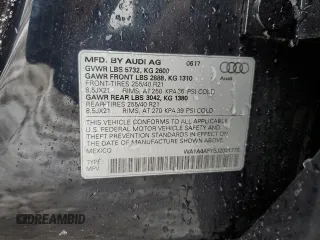 MFD. BY AUDI AG 0617
GVWR LBS 5732, KG 2600
GAWR FRONT LBS 2888, KG 1310
FRONT-TIRES 255/40 R21
8.5JX21 RIMS, AT 250 KPA/36 PSI COLD
GAWR REAR LBS 3042, KG 1380
REAR-TIRES 255/40 R21
8.5JX21 RIMS, AT 270 KPA/39 PSI COLD
THIS VEHICLE CONFORMS TO ALL APPLICABLE
U.S. FEDERAL MOTOR VEHICLE SAFETY
AND THEFT PREVENTION STANDARDS IN EFFECT
ON THE DATE OF MANUFACTURE SHOWN ABOVE.
MEXICO
TYPE:
MPV
Audi